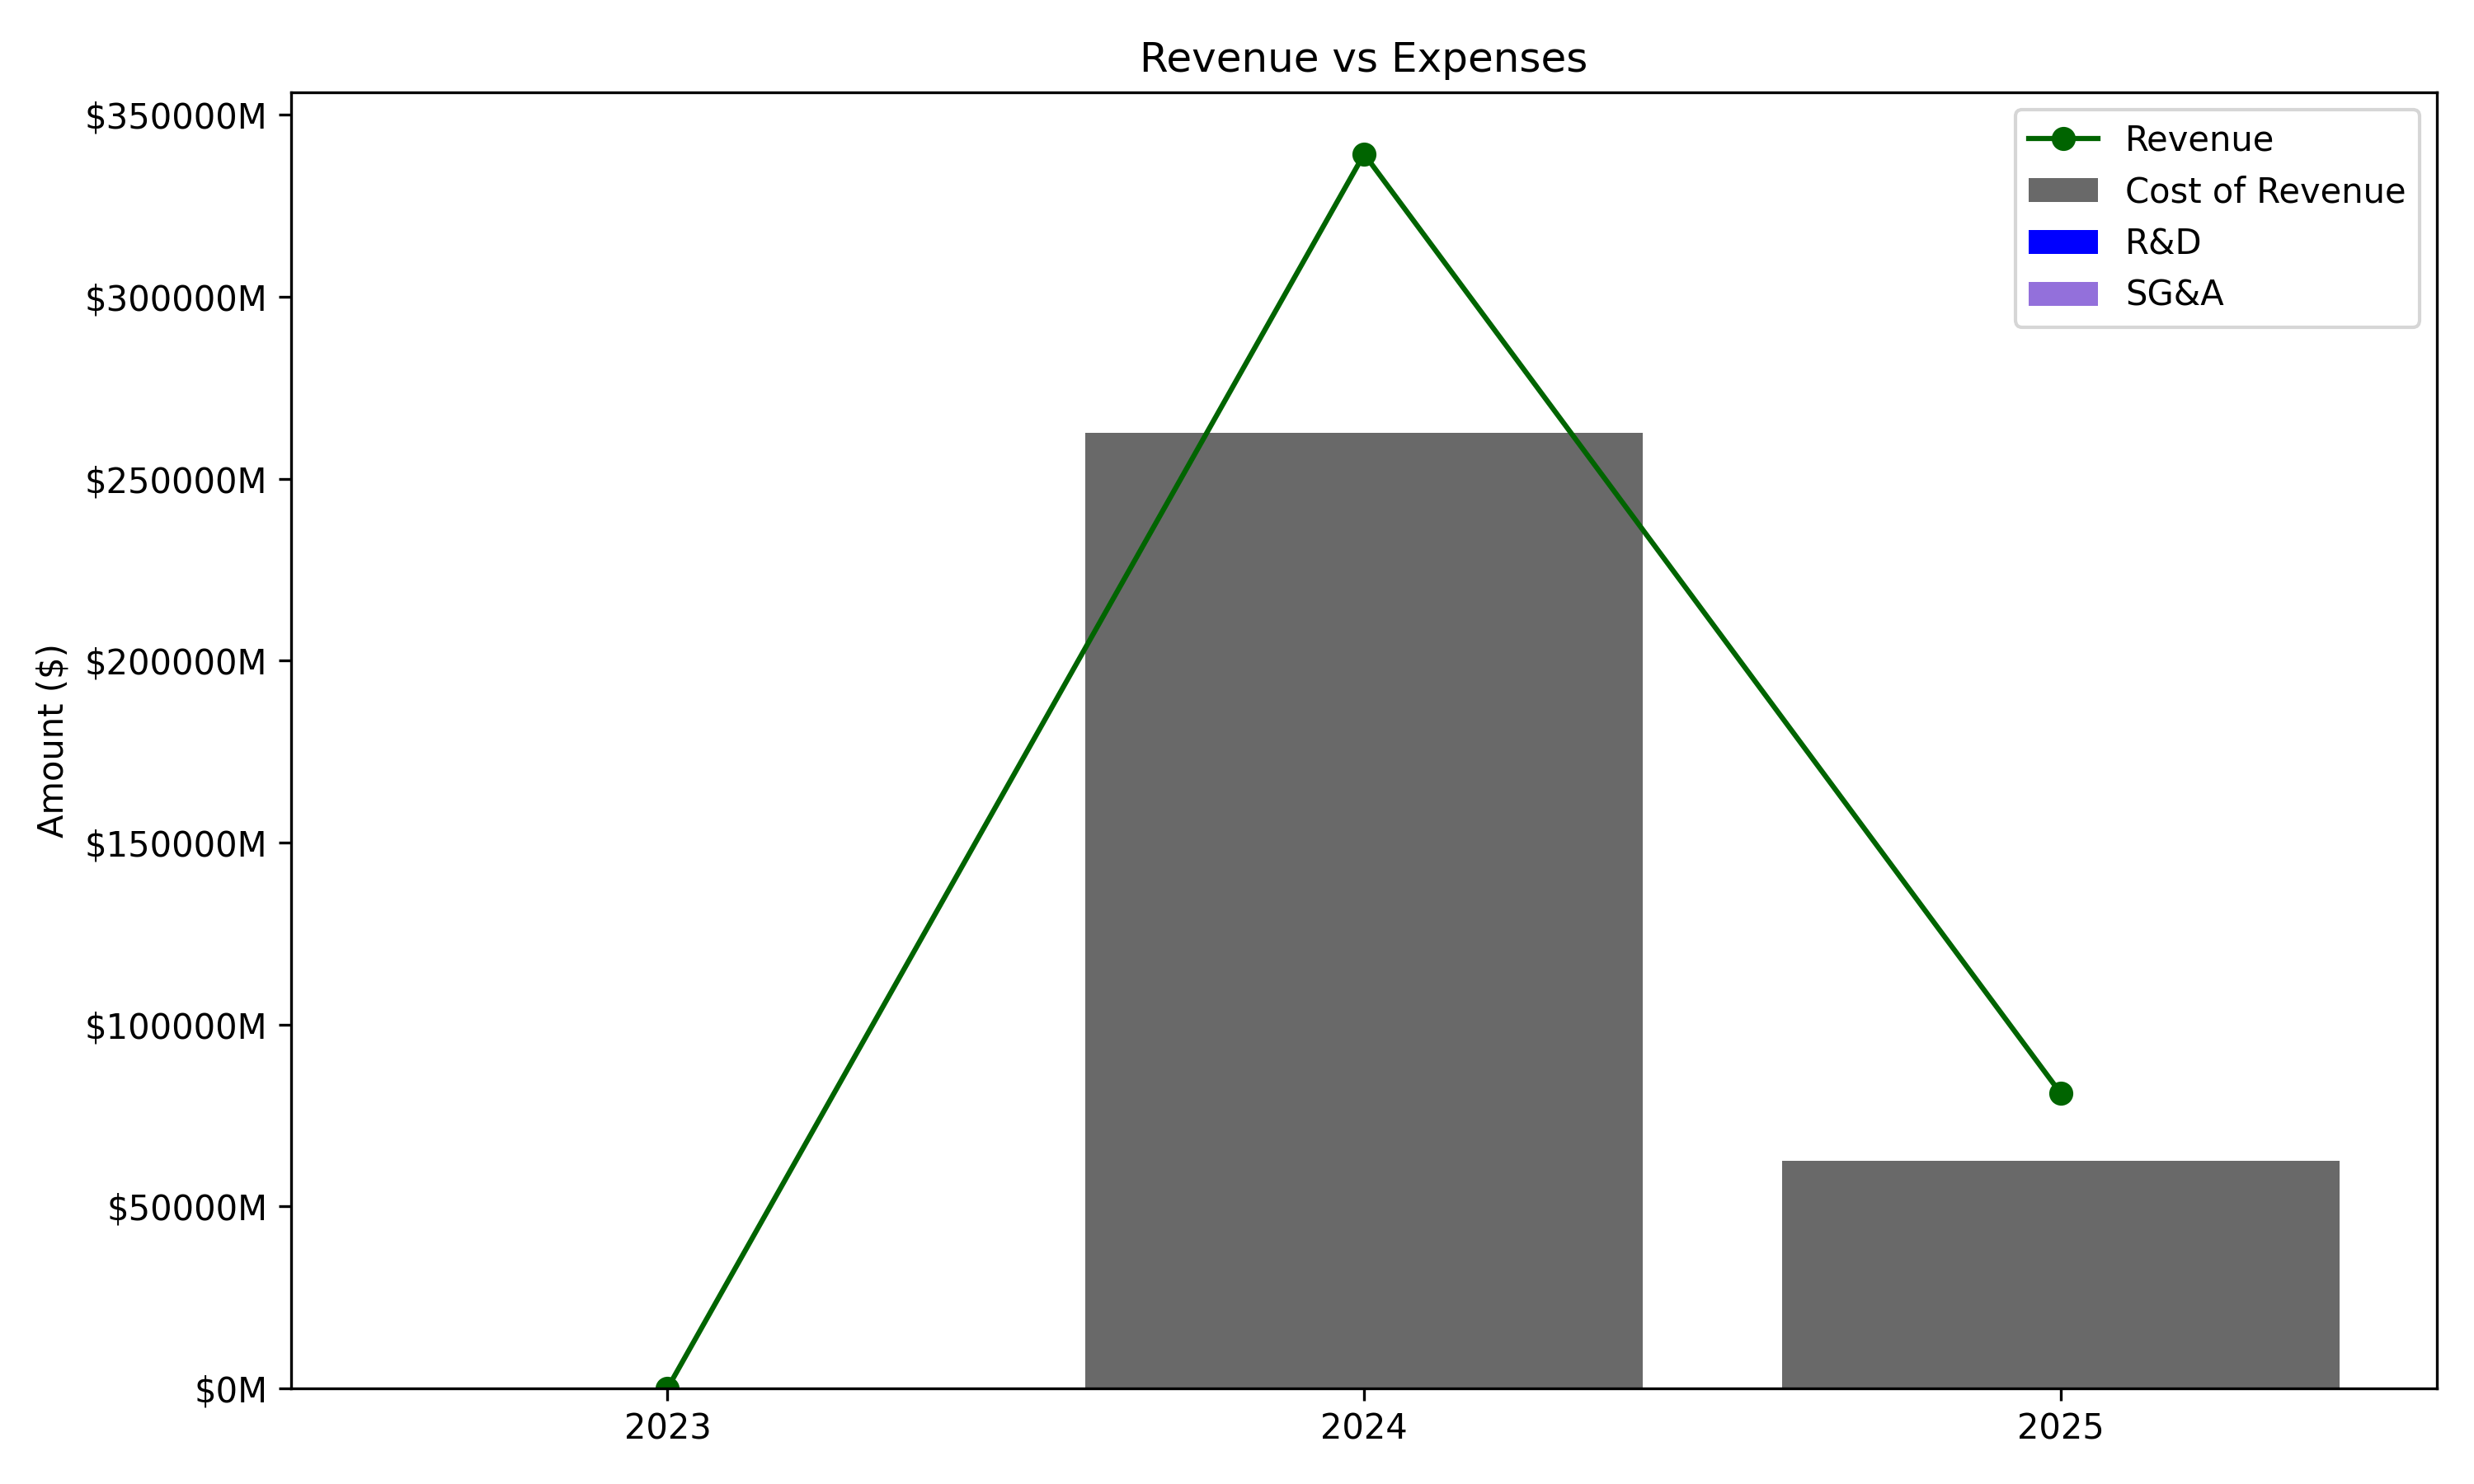 Revenue vs Expenses
$350000M
$300000M
$250000M
$200000M
$150000M
$100000M
$50000M
$0M
Amount ($)
Revenue
Cost of Revenue
R&D
SG&A
2023
2024
2025